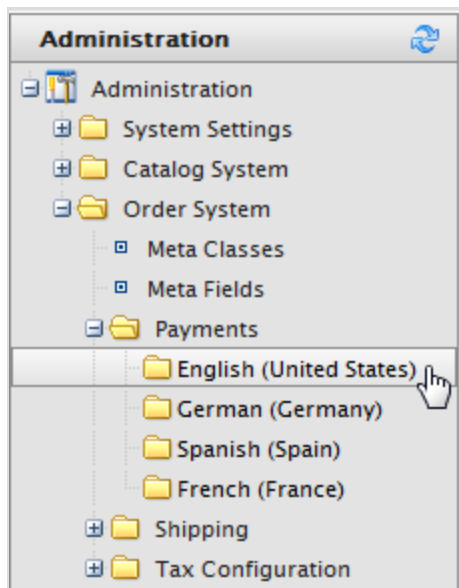 Administration
Administration
System Settings
Catalog System
Order System
Meta Classes
Meta Fields
Payments
English (United States)
German (Germany)
Spanish (Spain)
French (France)
Shipping
Tax Configuration